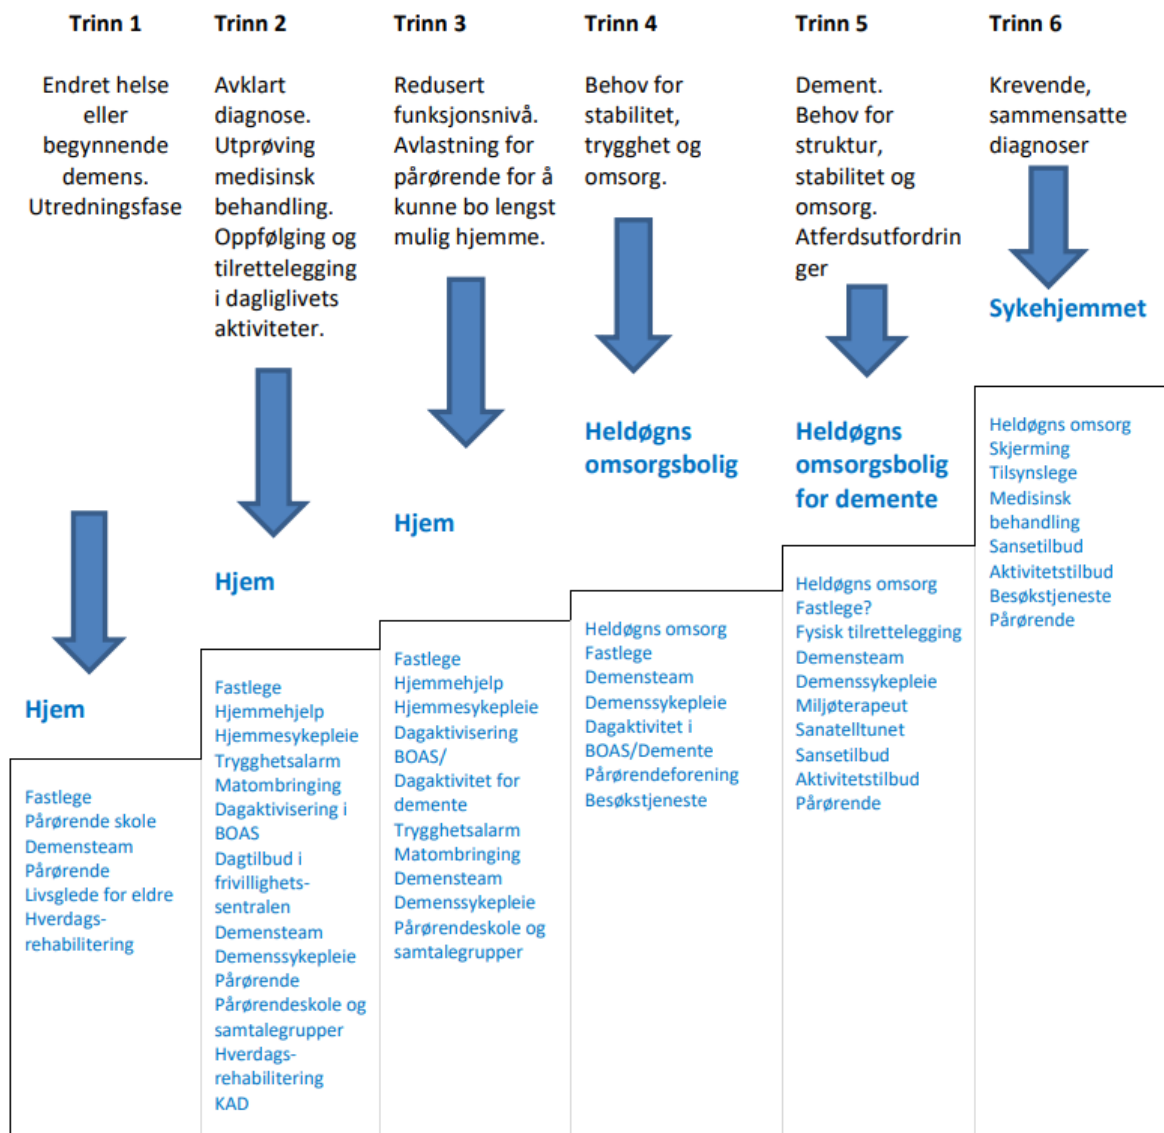 Trinn 1
Endret helse
eller
begynnende
demens.
Utredningsfase
Hjem
Fastlege
Pårørende skole
Demensteam
Pårørende
Livsglede for eldre
Hverdags-
rehabilitering
Trinn 2
Avklart
diagnose.
Utprøving
medisinsk
behandling.
Oppfølging og
tilrettelegging
i dagliglivets
aktiviteter.
Hjem
Fastlege
Hjemmehjelp
Hjemmesykepleie
Trygghetsalarm
Matombringing
Dagaktivisering i
BOAS
Dagtilbud i
frivillighets-
sentralen
Demensteam
Demenssykepleie
Pårørende
Pårørendeskole og
samtalegrupper
Hverdags-
rehabilitering
KAD
Trinn 3
Redusert
funksjonsnivå.
Avlastning for
pårørende for å
kunne bo lengst
mulig hjemme.
Hjem
Fastlege
Hjemmehjelp
Hjemmesykepleie
Dagaktivisering
BOAS/
Dagaktivitet for
demente
Trygghetsalarm
Matombringing
Demensteam
Demenssykepleie
Pårørendeskole og
samtalegrupper
Trinn 4
Behov for
stabilitet,
trygghet og
omsorg.
Heldøgns
omsorgsbolig
Heldøgns omsorg
Fastlege
Demensteam
Demenssykepleie
Dagaktivitet i
BOAS/Demente
Pårørendeforening
Besøkstjeneste
Trinn 5
Dement.
Behov for
struktur,
stabilitet og
omsorg.
Atferdsutfordrin
ger
Heldøgns
omsorgsbolig
for demente
Heldøgns omsorg
Fastlege?
Fysisk tilrettelegging
Demensteam
Demenssykepleie
Miljøterapeut
Sanatelltunet
Sansetilbud
Aktivitetstilbud
Pårørende
Trinn 6
Krevende,
sammensatte
diagnoser
Sykehjemmet
Heldøgns omsorg
Skjerming
Tilsynslege
Medisinsk
behandling
Sansetilbud
Aktivitetstilbud
Besøkstjeneste
Pårørende